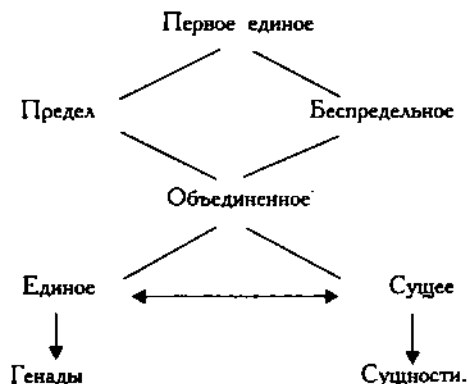 Первое единое
Предел Беспредельное
Объединенное
Единое Сущее
Генады Сущности.